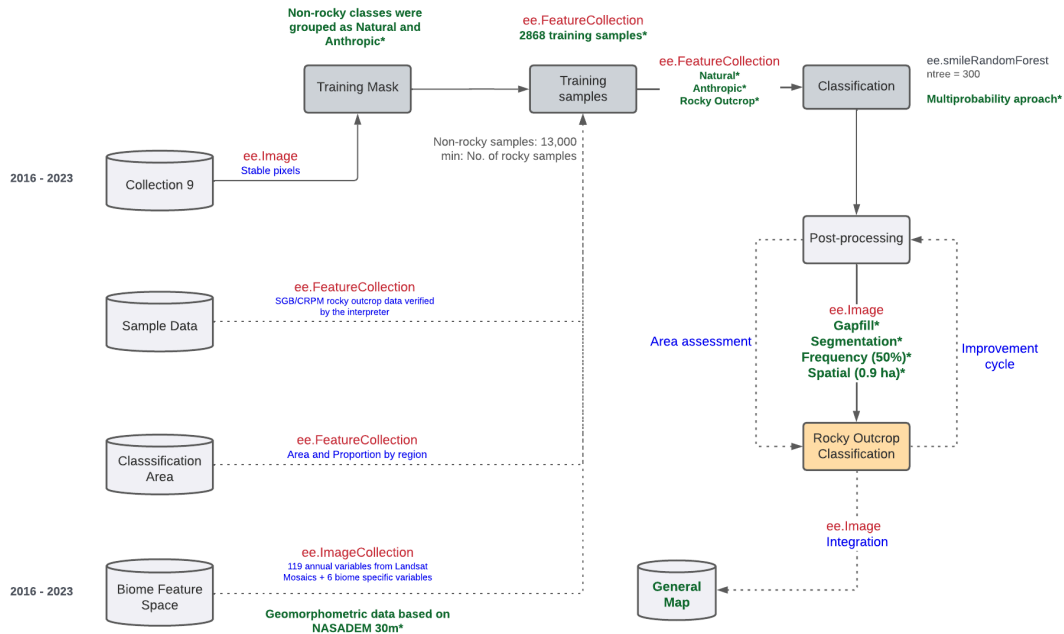 Non-rocky classes were
grouped as Natural and
Anthropic*
ee.FeatureCollection
2868 training samples*
Training Mask
Training
samples
ee.FeatureCollection
Natural*
Anthropic*
Rocky Outcrop*
Classification
ee.smileRandomForest
ntree = 300
Multiprobability aproach*
Non-rocky samples: 13,000
min: No. of rocky samples
2016 - 2023
Collection 9
ee.Image
Stable pixels
Post-processing
Sample Data
ee.FeatureCollection
SGB/CRPM rocky outcrop data verified
by the interpreter
Area assessment
ee.Image
Gapfill*
Segmentation*
Frequency (50%)*
Spatial (0.9 ha)*
Improvement
cycle
Classsification
Area
ee.FeatureCollection
Area and Proportion by region
Rocky Outcrop
Classification
ee.Image
Integration
2016 - 2023
Biome Feature
Space
ee.ImageCollection
119 annual variables from Landsat
Mosaics + 6 biome specific variables
Geomorphometric data based on
NASADEM 30m*
General
Map